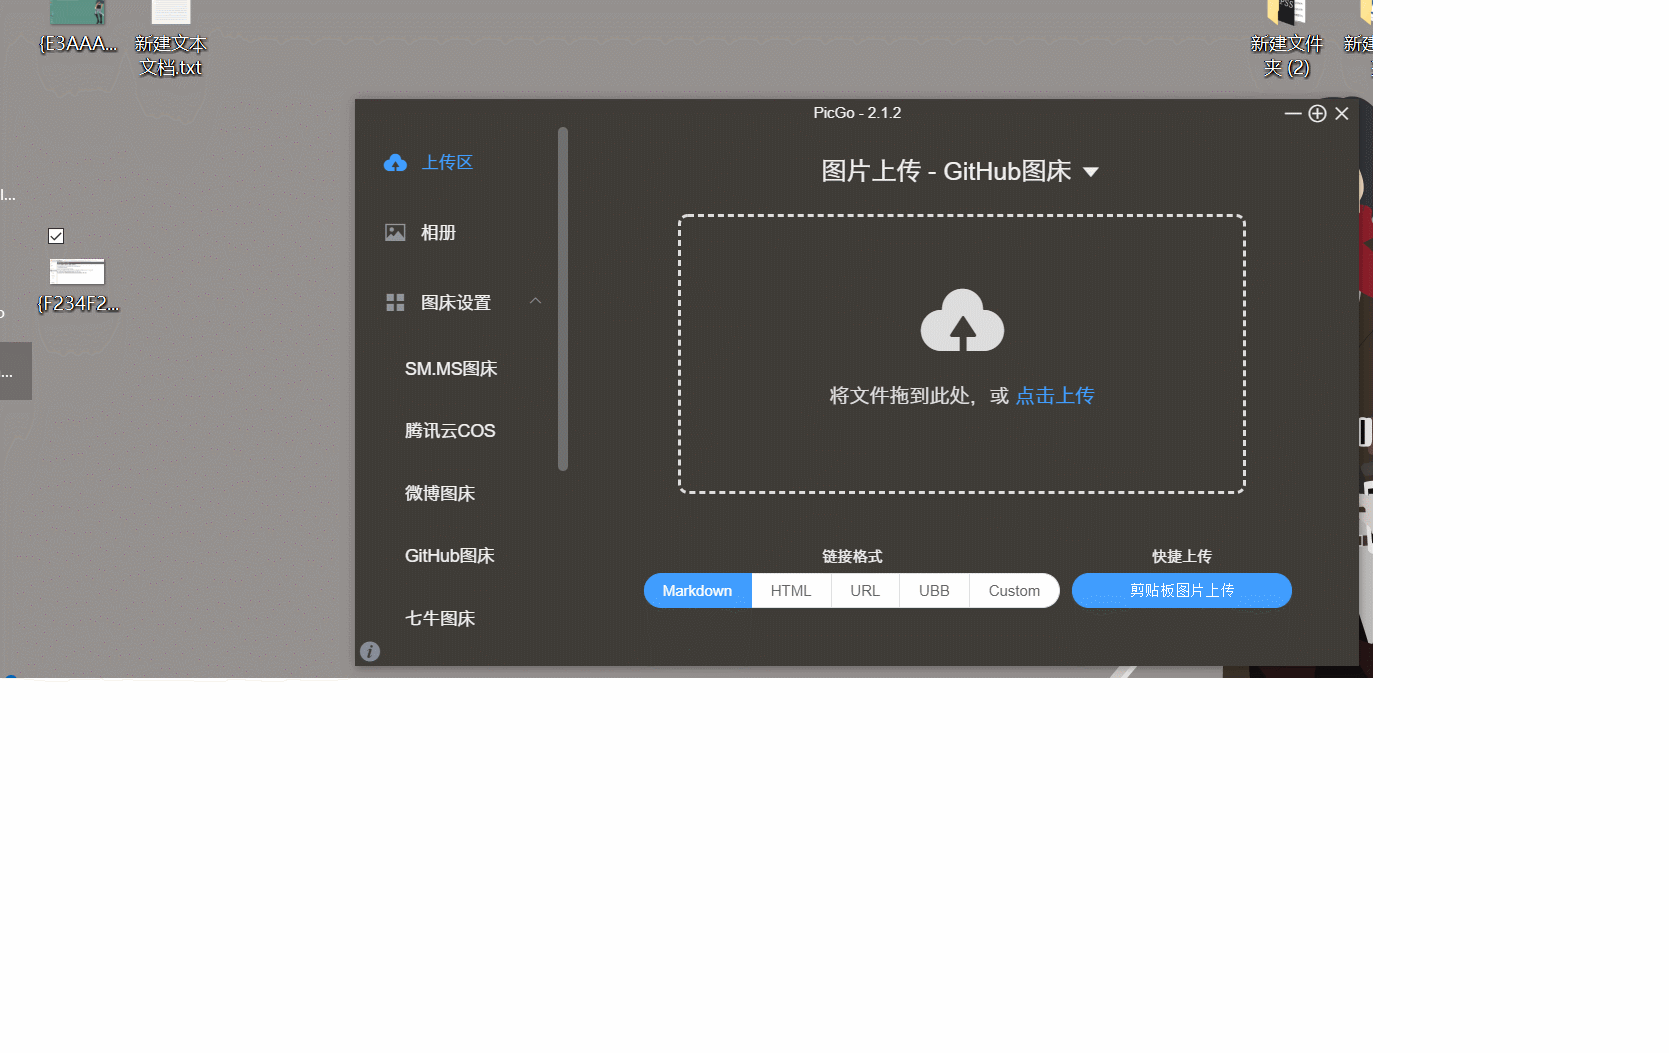 {E3AAA...
新建文本
文档.txt
新建文件
夹 (2)
PicGo - 2.1.2
上传区
图片上传 - GitHub图床
相册
{F234F2...
图床设置
SM.MS图床
将文件拖到此处，或 点击上传
腾讯云COS
微博图床
GitHub图床
链接格式
快捷上传
Markdown
HTML
URL
UBB
Custom
剪贴板图片上传
七牛图床